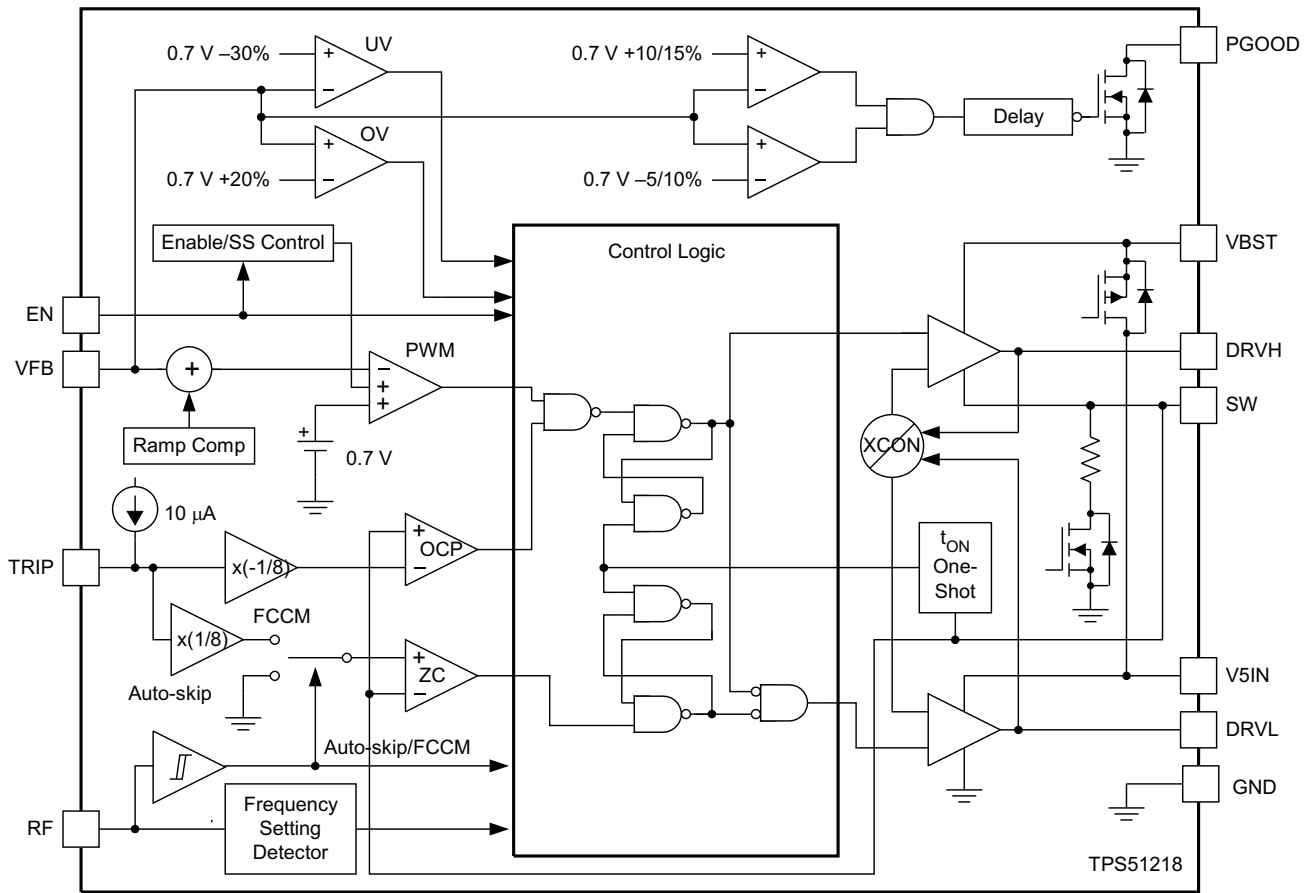 UV
0.7 V –30%
+
–
0.7 V +10/15%
+
–
PGOOD
Delay
OV
+
–
0.7 V +20%
+
–
0.7 V –5/10%
Enable/SS Control
Control Logic
VBST
EN
VFB
+
PWM
–
+
+
DRVH
SW
Ramp Comp
+
0.7 V
XCON
10 μA
TRIP
x(-1/8)
+
OCP
–
tON
One-
Shot
FCCM
x(1/8)
+
ZC
–
Auto-skip
V5IN
DRVL
Auto-skip/FCCM
GND
RF
Frequency
Setting
Detector
TPS51218